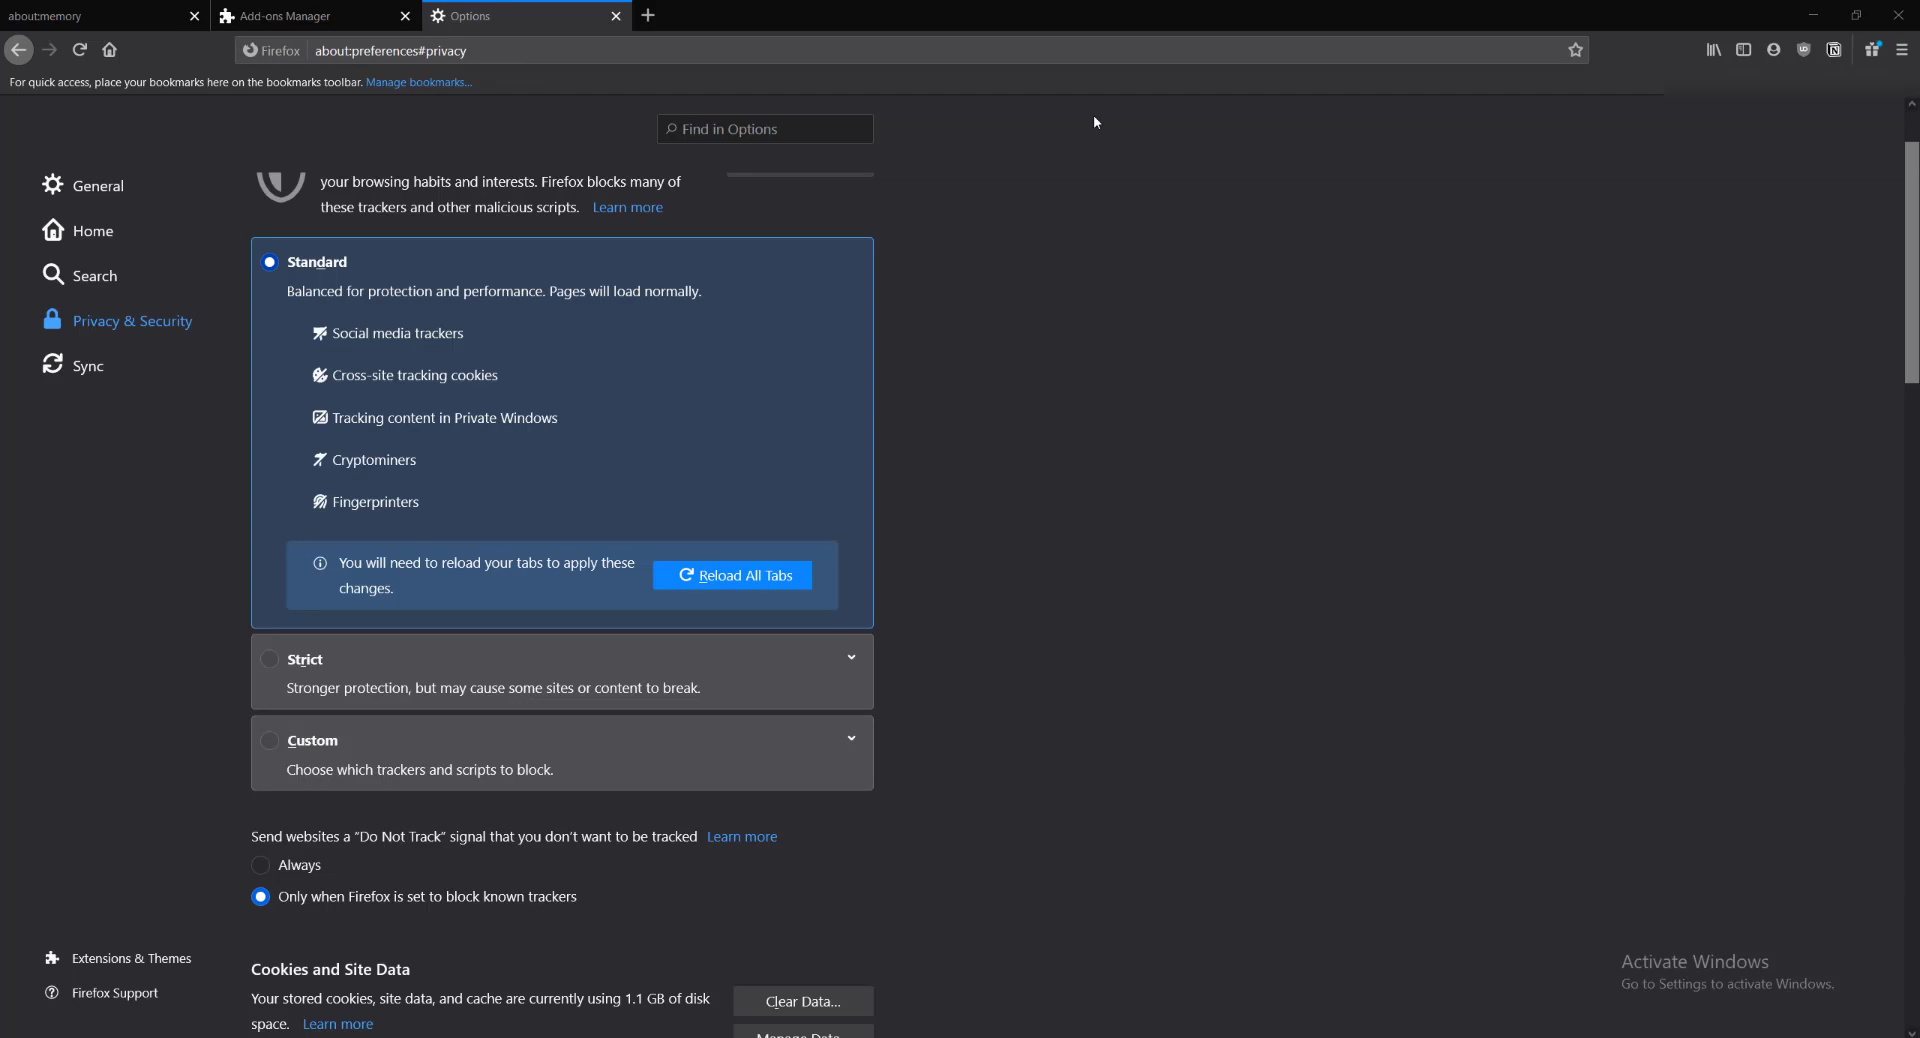 about:memory
Add-ons Manager
Options
Firefox
about:preferences#privacy
For quick access, place your bookmarks here on the bookmarks toolbar. Manage bookmarks...
Find in Options
General
Home
Search
Privacy & Security
Sync
your browsing habits and interests. Firefox blocks many of
these trackers and other malicious scripts. Learn more
Standard
Balanced for protection and performance. Pages will load normally.
Social media trackers
Cross-site tracking cookies
Tracking content in Private Windows
Cryptominers
Fingerprinters
You will need to reload your tabs to apply these
changes.
Reload All Tabs
Strict
Stronger protection, but may cause some sites or content to break.
Custom
Choose which trackers and scripts to block.
Send websites a “Do Not Track” signal that you don’t want to be tracked Learn more
Always
Only when Firefox is set to block known trackers
Extensions & Themes
Firefox Support
Cookies and Site Data
Your stored cookies, site data, and cache are currently using 1.1 GB of disk
space. Learn more
Clear Data...
Manage Data...
Activate Windows
Go to Settings to activate Windows.